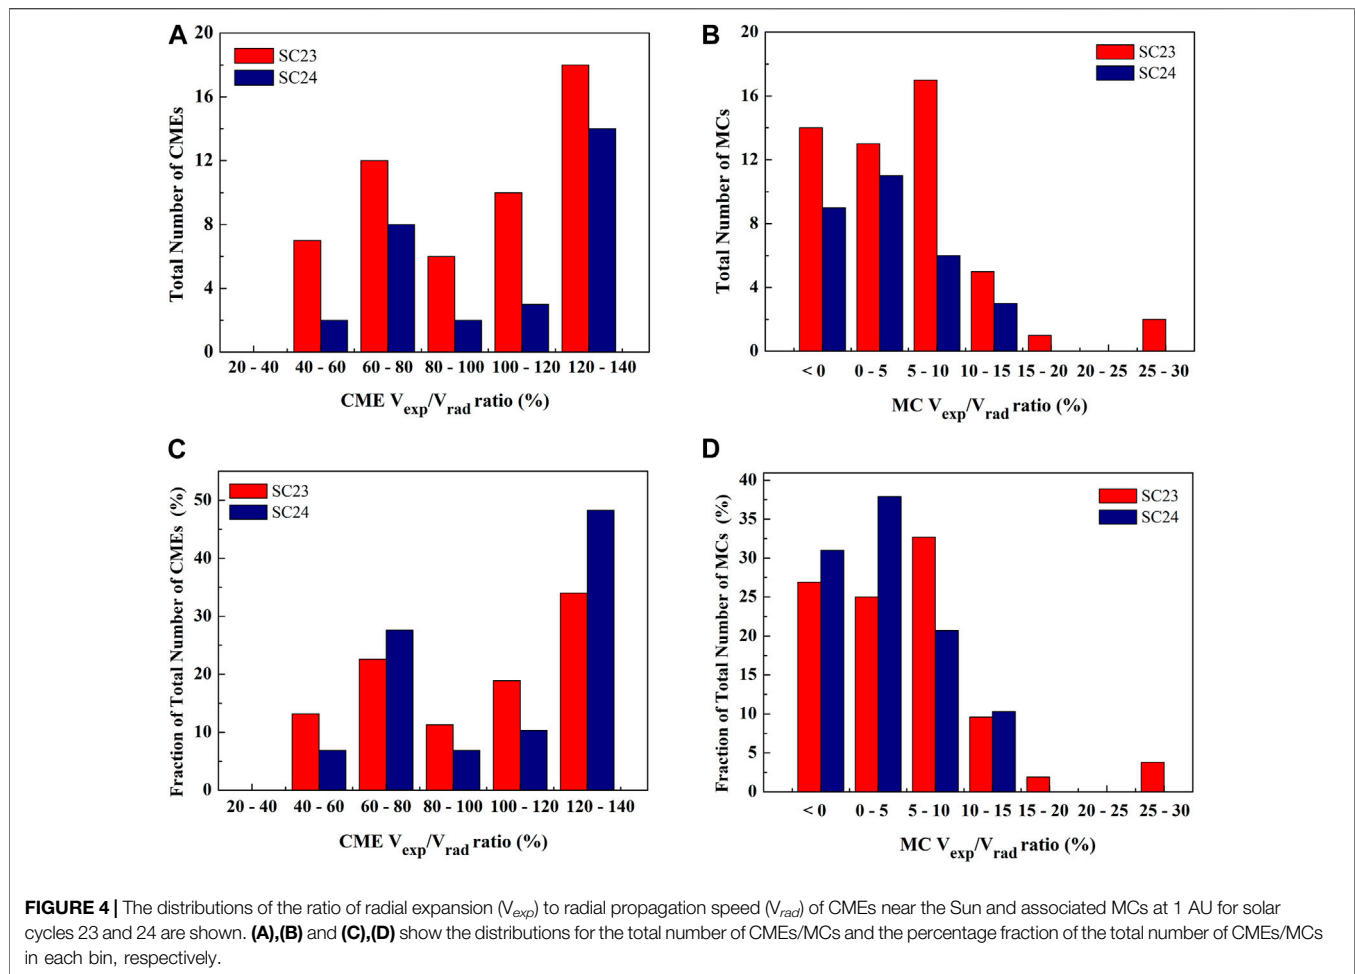 A
SC23
SC24
Total Number of CMEs
20
16
12
8
4
0
20 - 40 40 - 60 60 - 80 80 - 100 100 - 120 120 - 140
CME Vexp/Vrad ratio (%)
B
SC23
SC24
Total Number of MCs
20
16
12
8
4
0
< 0 0 - 5 5 - 10 10 - 15 15 - 20 20 - 25 25 - 30
MC Vexp/Vrad ratio (%)
C
SC23
SC24
Fraction of Total Number of CMEs (%)
50
40
30
20
10
0
20 - 40 40 - 60 60 - 80 80 - 100 100 - 120 120 - 140
CME Vexp/Vrad ratio (%)
D
SC23
SC24
Fraction of Total Number of MCs (%)
40
35
30
25
20
15
10
5
0
< 0 0 - 5 5 - 10 10 - 15 15 - 20 20 - 25 25 - 30
MC Vexp/Vrad ratio (%)
FIGURE 4 | The distributions of the ratio of radial expansion (Vexp) to radial propagation speed (Vrad) of CMEs near the Sun and associated MCs at 1 AU for solar
cycles 23 and 24 are shown. (A),(B) and (C),(D) show the distributions for the total number of CMEs/MCs and the percentage fraction of the total number of CMEs/MCs
in each bin, respectively.